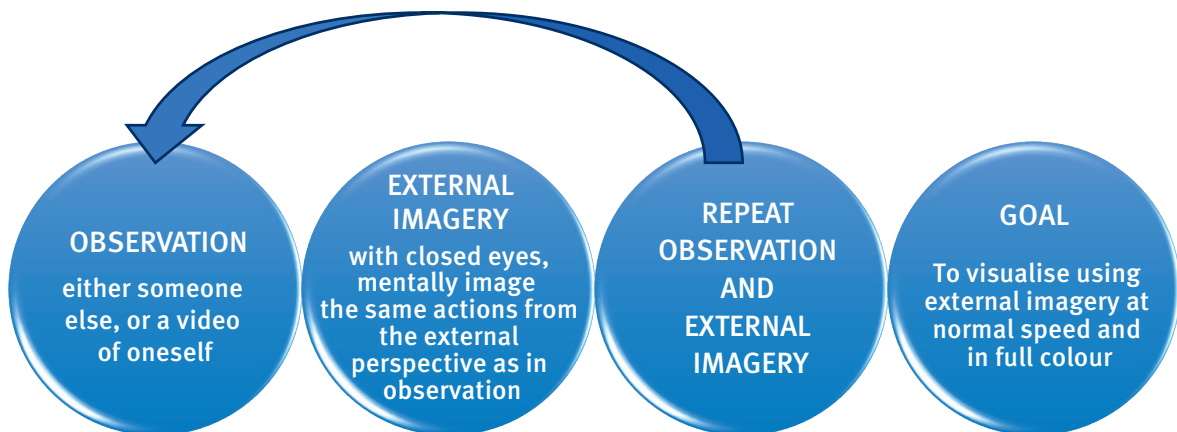 OBSERVATION
either someone
else, or a video
of oneself
EXTERNAL
IMAGERY
with closed eyes,
mentally image
the same actions from
the external
perspective as in
observation
REPEAT
OBSERVATION
AND
EXTERNAL
IMAGERY
GOAL
To visualise using
external imagery at
normal speed and
in full colour